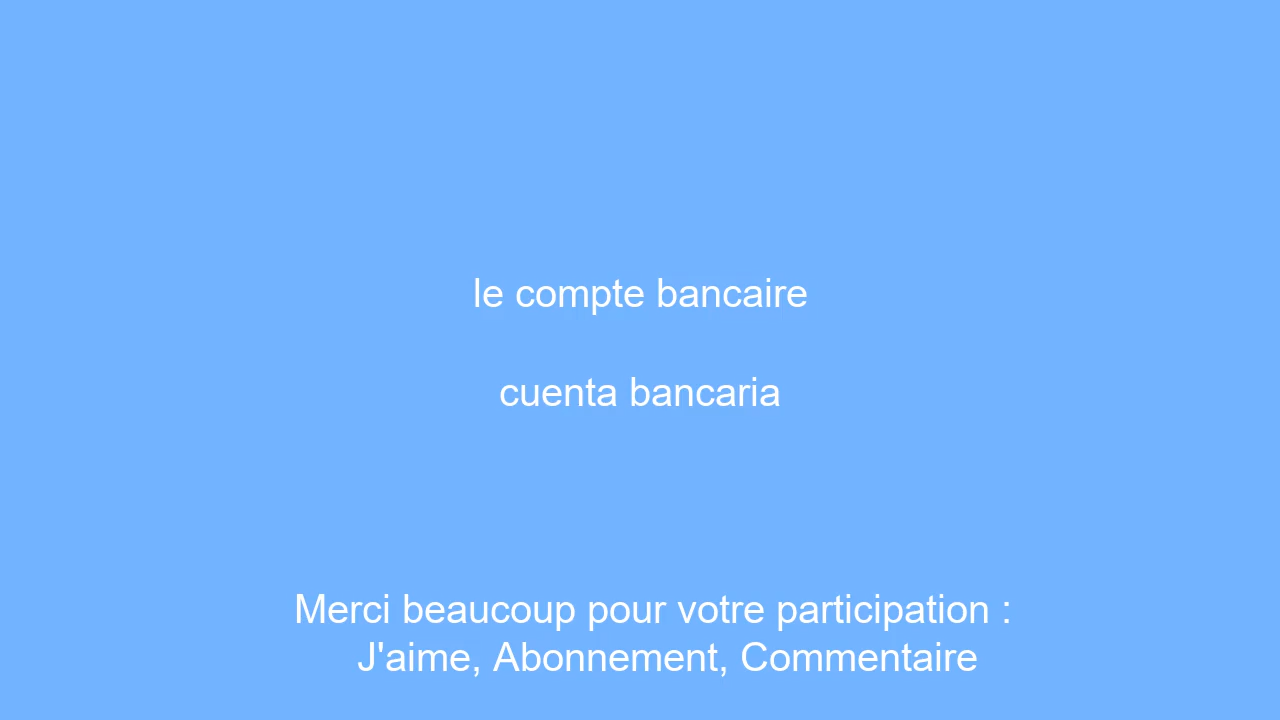 le compte bancaire
cuenta bancaria
Merci beaucoup pour votre participation :
J'aime, Abonnement, Commentaire